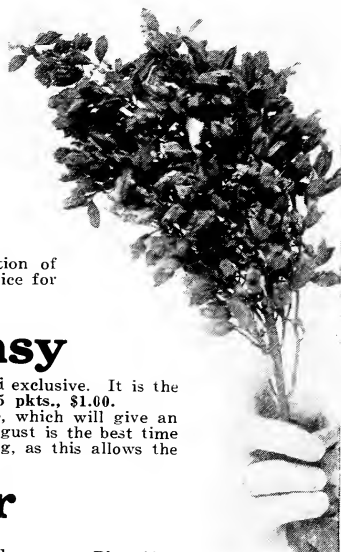 tion of
ice for
asy
d exclusive. It is the
5 pkts., $1.00.
, which will give an
gust is the best time
g, as this allows the
r